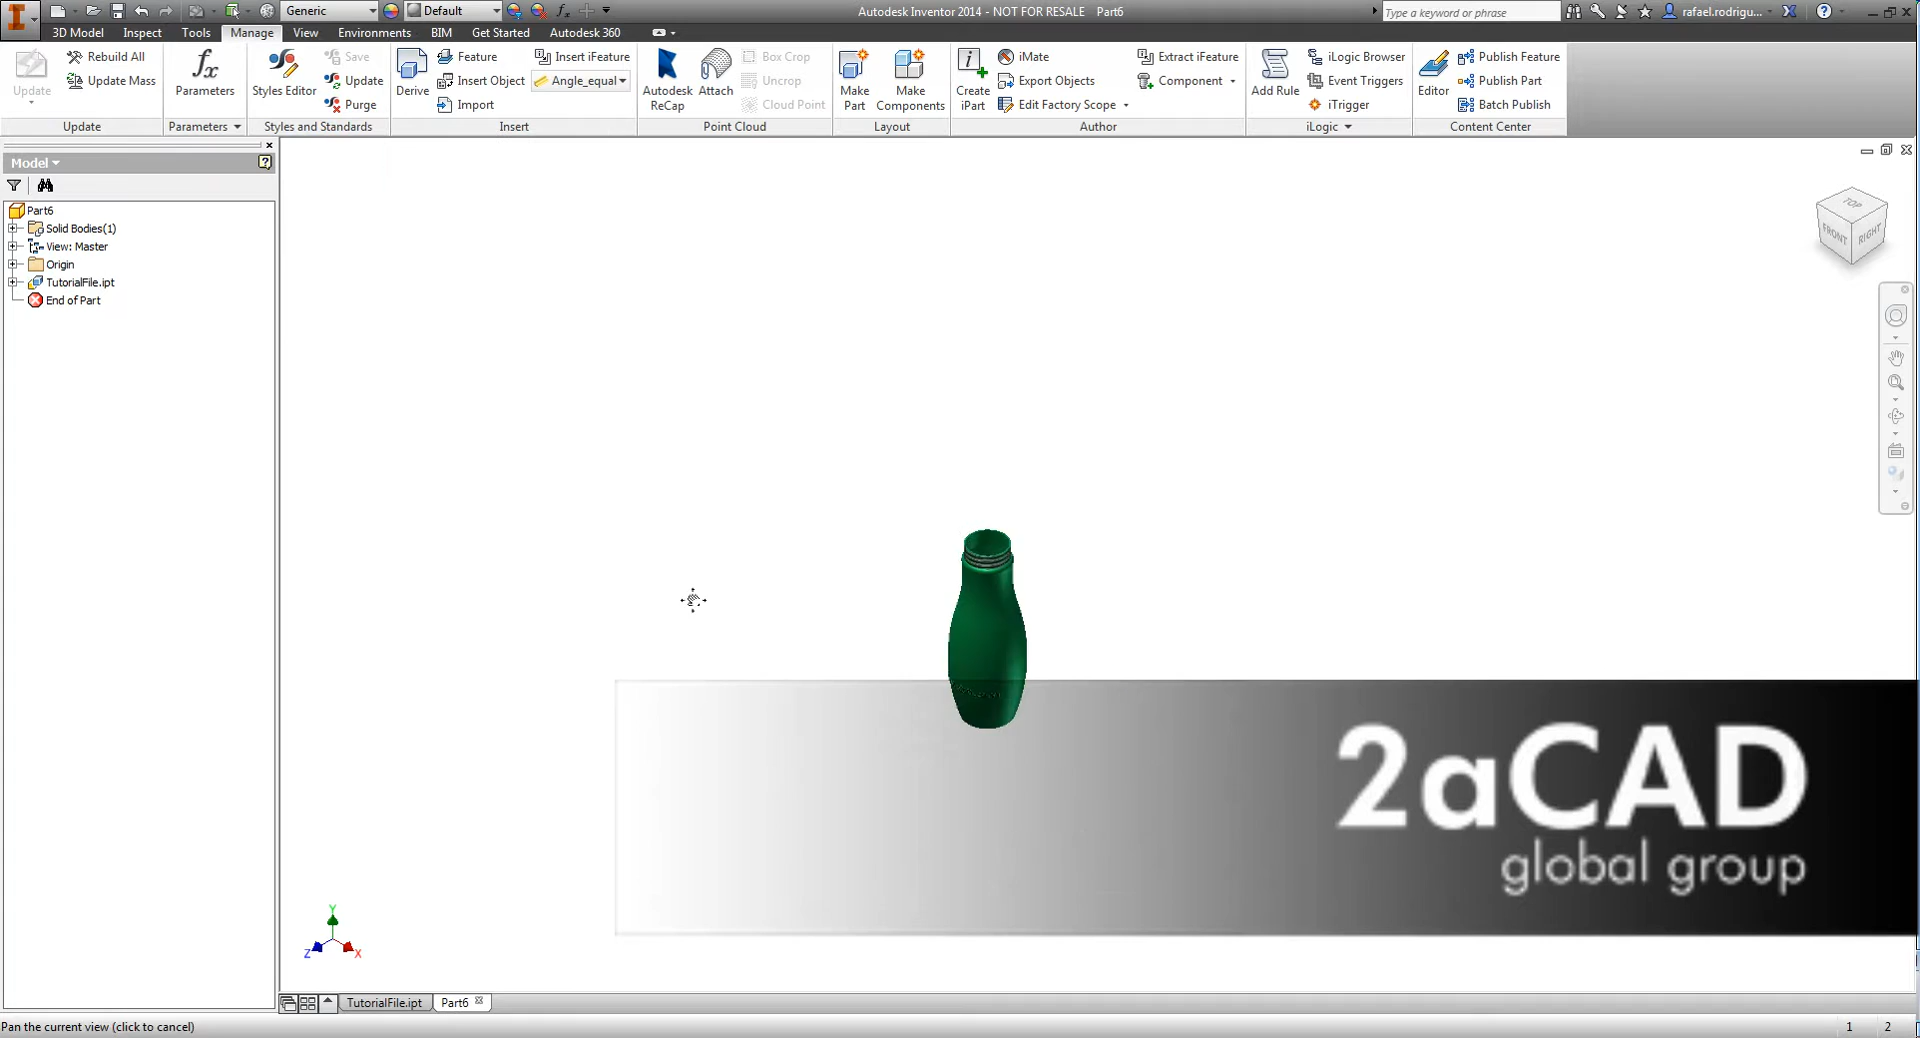 Generic
Default
Autodesk Inventor 2014 - NOT FOR RESALE Part6
Type a keyword or phrase
rafael.rodrigu...
3D Model Inspect Tools Manage View Environments BIM Get Started Autodesk 360
Update
Rebuild All
Update Mass
Update
fx
Parameters
Parameters
Styles Editor
Save
Update
Purge
Styles and Standards
Derive
Feature
Insert Object
Import
Insert iFeature
Angle_equal
Insert
Autodesk
ReCap
Attach
Box Crop
Uncrop
Cloud Point
Point Cloud
Make
Part
Make
Components
Layout
Create
iPart
iMate
Export Objects
Edit Factory Scope
Extract iFeature
Component
Author
Add Rule
iLogic Browser
Event Triggers
iTrigger
iLogic
Editor
Publish Feature
Publish Part
Batch Publish
Content Center
Model
Part6
Solid Bodies(1)
View: Master
Origin
TutorialFile.ipt
End of Part
TOP
FRONT
RIGHT
2aCAD
global group
Y
Z
X
TutorialFile.ipt
Part6
Pan the current view (click to cancel)
1 2